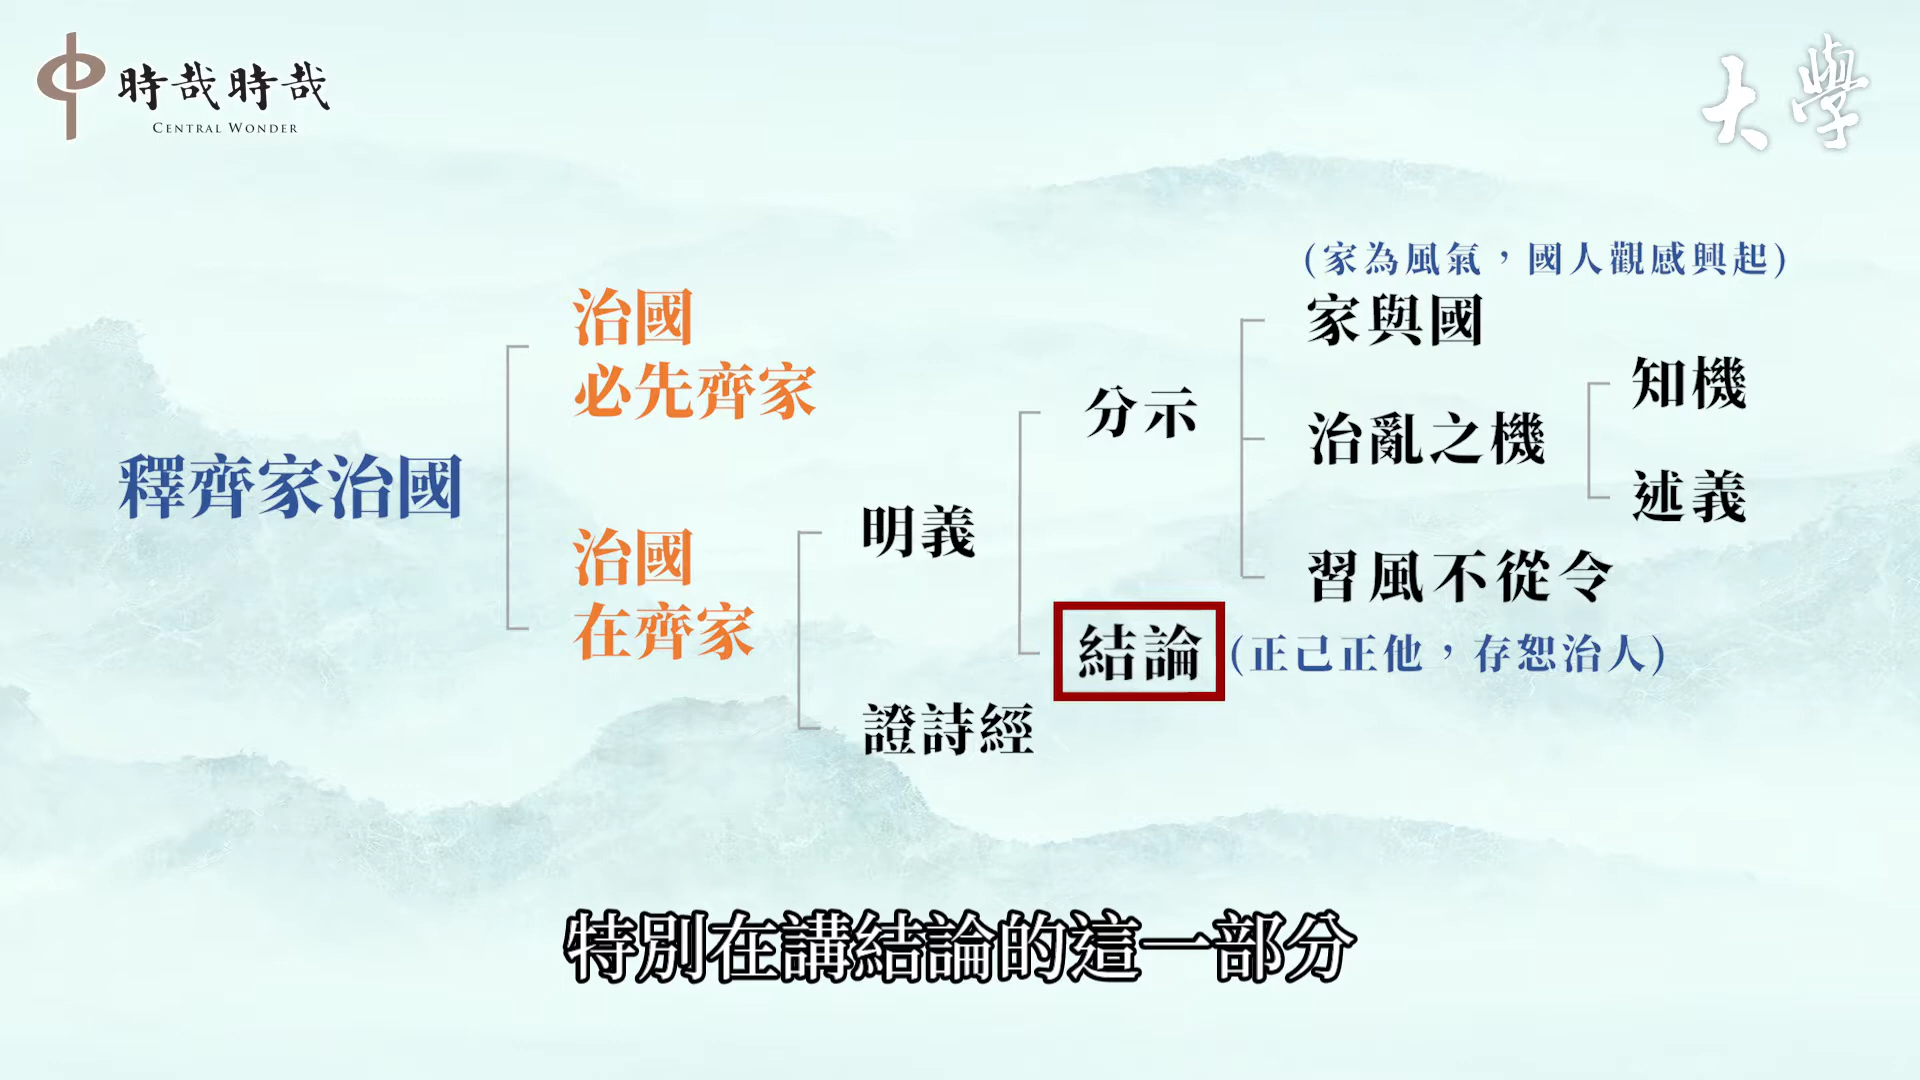 時哉時哉
CENTRAL WONDER
大學
釋齊家治國
治國
必先齊家
治國
在齊家
明義
證詩經
分示
結論
(正己正他，存恕治人)
(家為風氣，國人觀感興起)
家與國
治亂之機
習風不從令
知機
述義
特別在講結論的這一部分